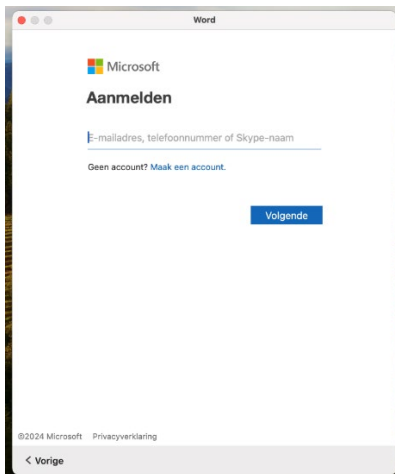 Word
Microsoft
Aanmelden
E-mailadres, telefoonnummer of Skype-naam
Geen account? Maak een account.
Volgende
©2024 Microsoft Privacyverklaring
< Vorige